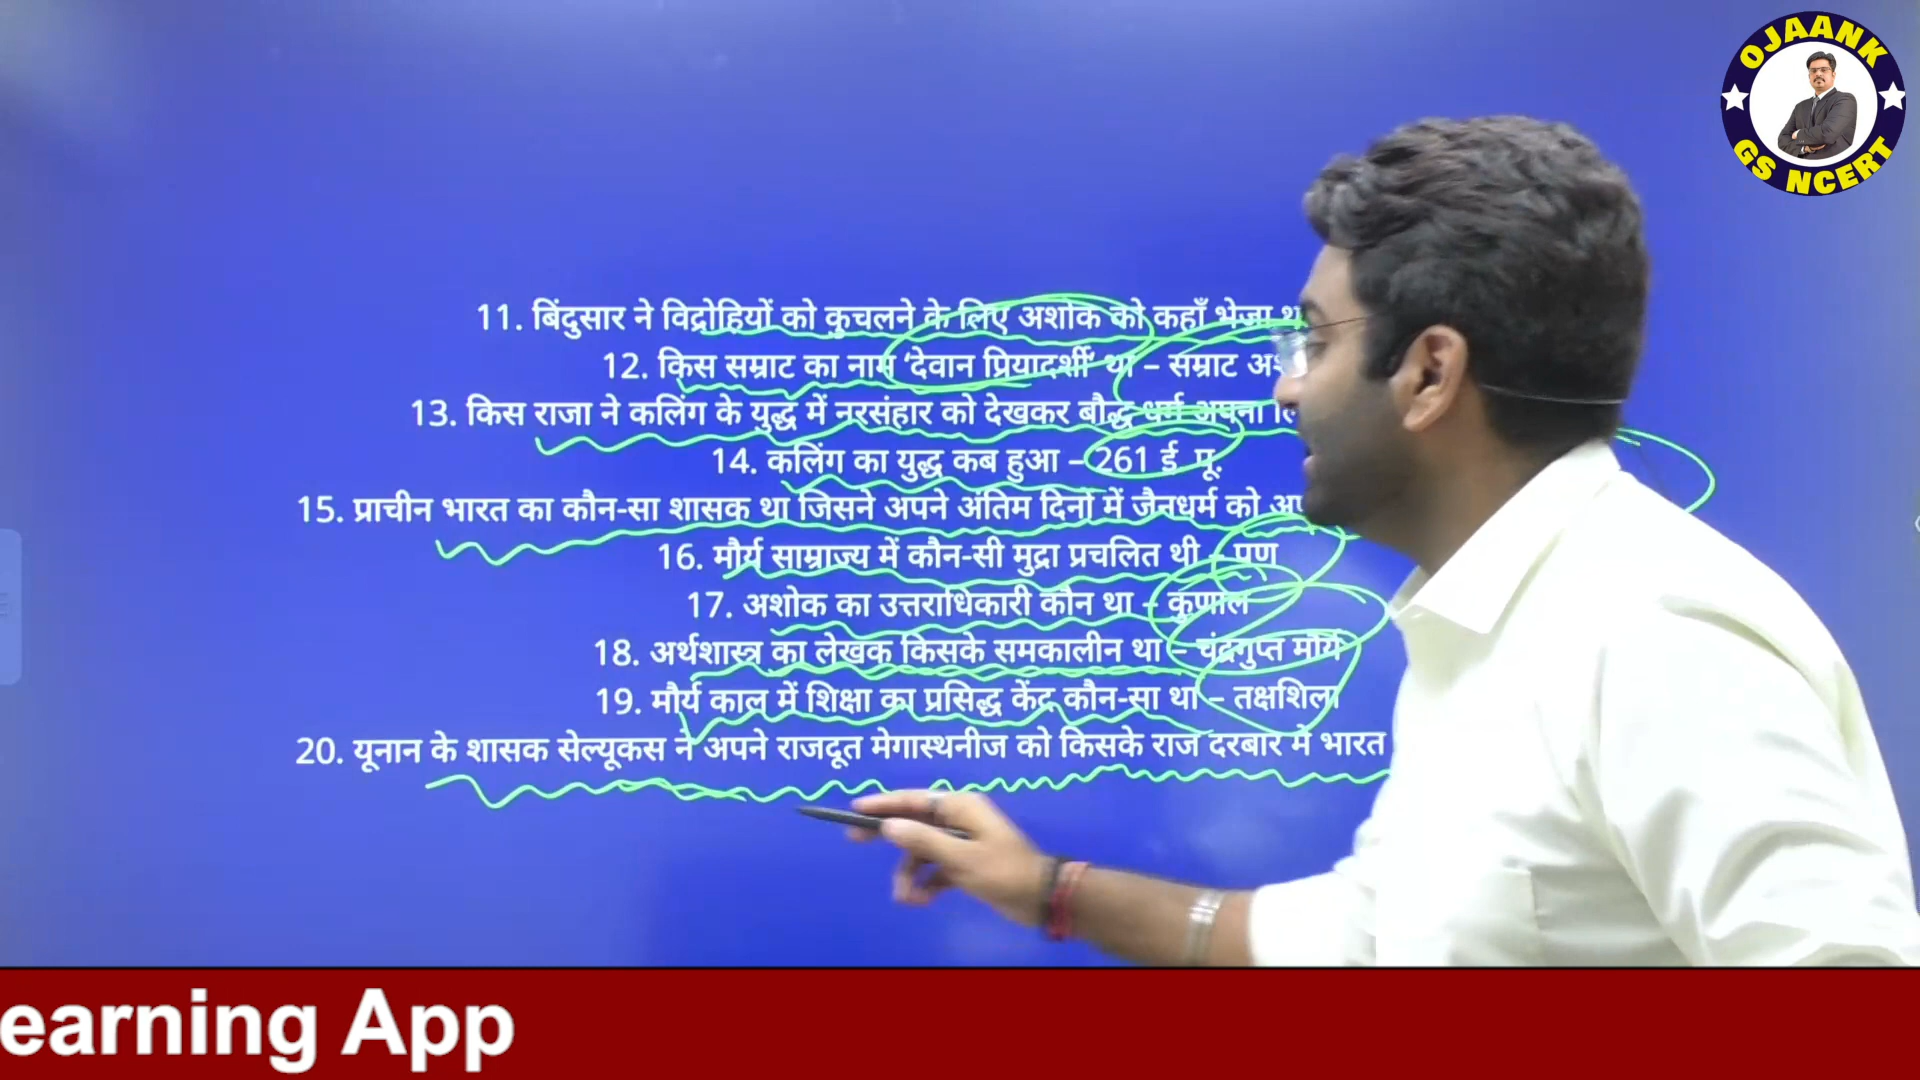 OJAANK
GS NCERT
11. बिंदुसार ने विद्रोहियों को कुचलने के लिए अशोक को कहाँ भेजा
12. किस सम्राट का नाम ‘देवान प्रियादर्शी’ था – सम्राट
13. किस राजा ने कलिंग के युद्ध में नरसंहार को देखकर बौद्ध धर्म अपना
14. कलिंग का युद्ध कब हुआ – 261 ई. पू.
15. प्राचीन भारत का कौन-सा शासक था जिसने अपने अंतिम दिनों में जैनधर्म को
16. मौर्य साम्राज्य में कौन-सी मुद्रा प्रचलित थी – पण
17. अशोक का उत्तराधिकारी कौन था – कुणाल
18. अर्थशास्त्र का लेखक किसके समकालीन था – चंद्रगुप्त मौर्य
19. मौर्य काल में शिक्षा का प्रसिद्ध केंद्र कौन-सा था – तक्षशिला
20. यूनान के शासक सेल्यूकस ने अपने राजदूत मेगास्थनीज को किसके राज दरबार में भारत
earning App